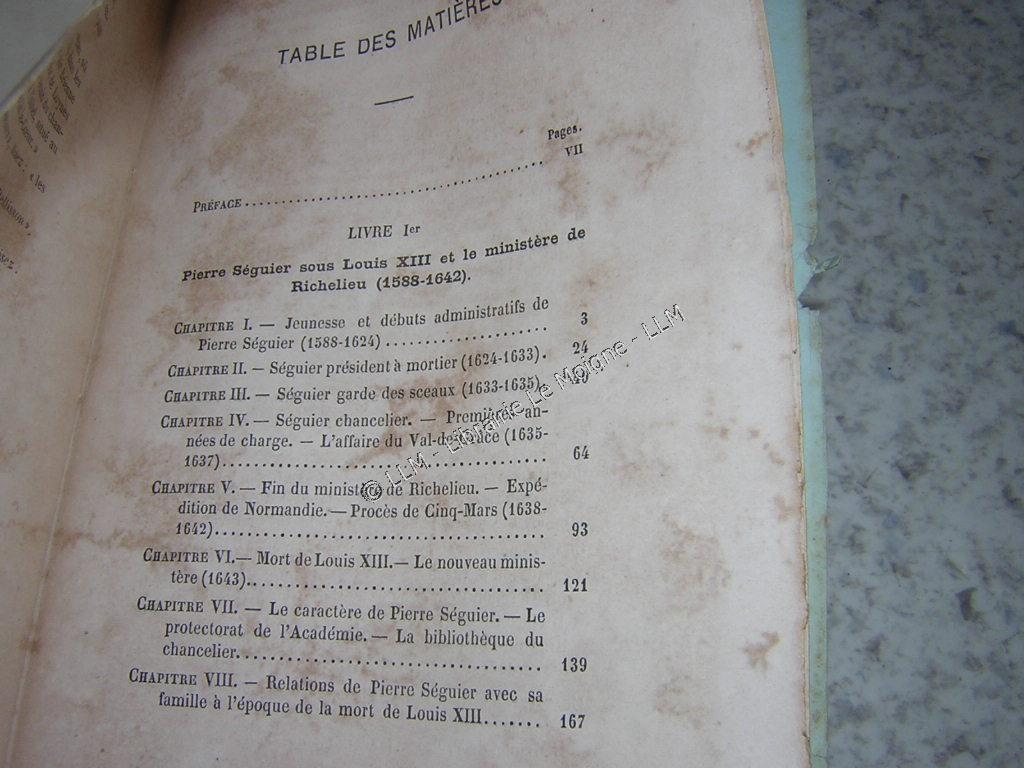 TABLE DES MATIÈRES
Pages.
PRÉFACE ........ VII
LIVRE Ier
Pierre Séguier sous Louis XIII et le ministère de
Richelieu (1588-1642).
CHAPITRE I. — Jeunesse et débuts administratifs de
Pierre Séguier (1588-1624) ........ 3
CHAPITRE II. — Séguier président à mortier (1624-1633). 24
CHAPITRE III. — Séguier garde des sceaux (1633-1635).
CHAPITRE IV. — Séguier chancelier. — Premières an-
nées de charge. — L'affaire du Val-de-Grâce (1635-
1637) ........ 64
CHAPITRE V. — Fin du ministère de Richelieu. — Expé-
dition de Normandie. — Procès de Cinq-Mars (1638-
1642) ........ 93
CHAPITRE VI. — Mort de Louis XIII. — Le nouveau minis-
tère (1643) ........ 121
CHAPITRE VII. — Le caractère de Pierre Séguier. — Le
protectorat de l'Académie. — La bibliothèque du
chancelier ........ 139
CHAPITRE VIII. — Relations de Pierre Séguier avec sa
famille à l'époque de la mort de Louis XIII ....... 167
© LLM - Librairie Le Moigne - LLM